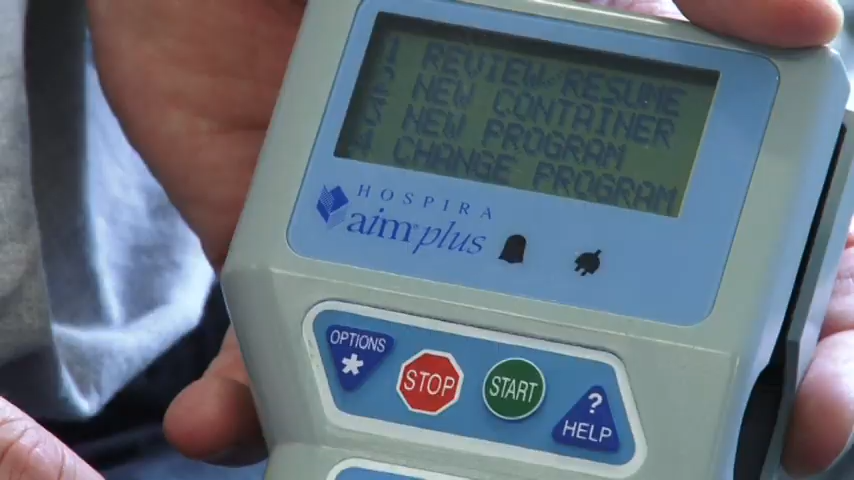 1 REVIEW/RESUME
2 NEW CONTAINER
3 NEW PROGRAM
4 CHANGE PROGRAM
HOSPIRA
aim® plus
OPTIONS
*
STOP
START
?
HELP